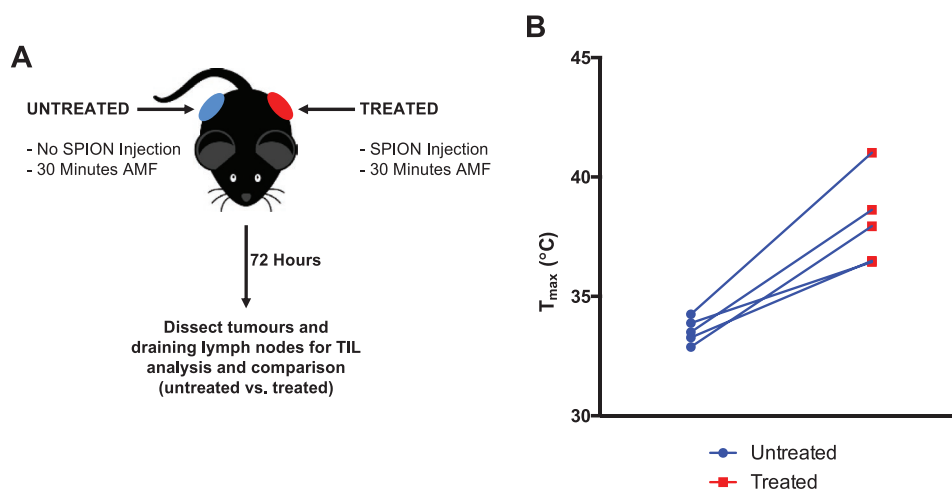 A
UNTREATED
- No SPION Injection
- 30 Minutes AMF
TREATED
- SPION Injection
- 30 Minutes AMF
72 Hours
Dissect tumours and
draining lymph nodes for TIL
analysis and comparison
(untreated vs. treated)
B
45
40
35
30
Tmax (°C)
Untreated
Treated